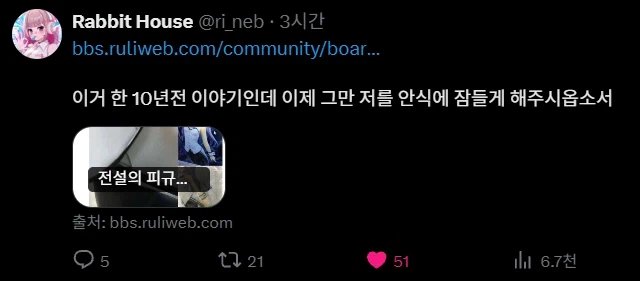 Rabbit House @ri_neb · 3시간
bbs.ruliweb.com/community/boar...
이거 한 10년전 이야기인데 이제 그만 저를 안식에 잠들게 해주시옵소서
전설의 피규...
출처: bbs.ruliweb.com
5 21 51 6.7천